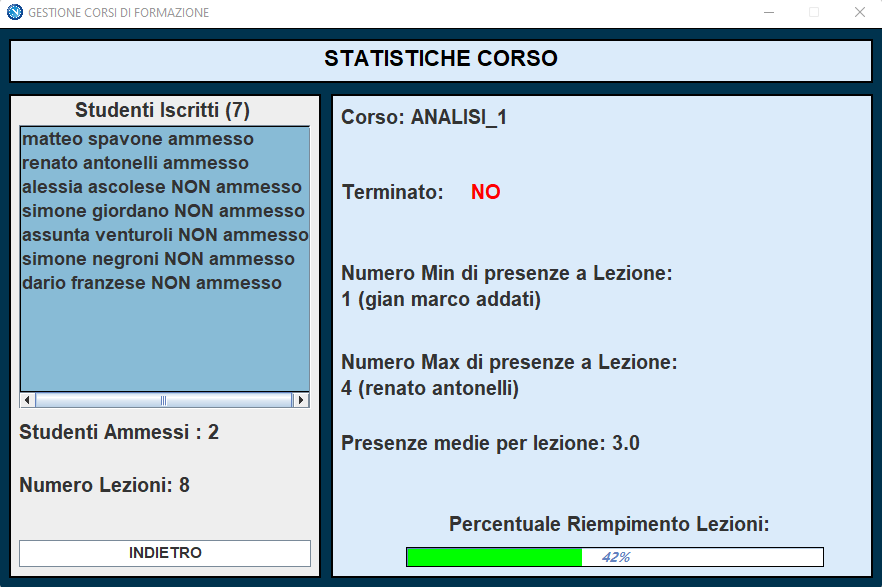 GESTIONE CORSI DI FORMAZIONE
STATISTICHE CORSO
Studenti Iscritti (7)
matteo spavone ammesso
renato antonelli ammesso
alessia ascolese NON ammesso
simone giordano NON ammesso
assunta venturoli NON ammesso
simone negroni NON ammesso
dario franzese NON ammesso
Studenti Ammessi : 2
Numero Lezioni: 8
INDIETRO
Corso: ANALISI_1
Terminato: NO
Numero Min di presenze a Lezione:
1 (gian marco addati)
Numero Max di presenze a Lezione:
4 (renato antonelli)
Presenze medie per lezione: 3.0
Percentuale Riempimento Lezioni:
42%